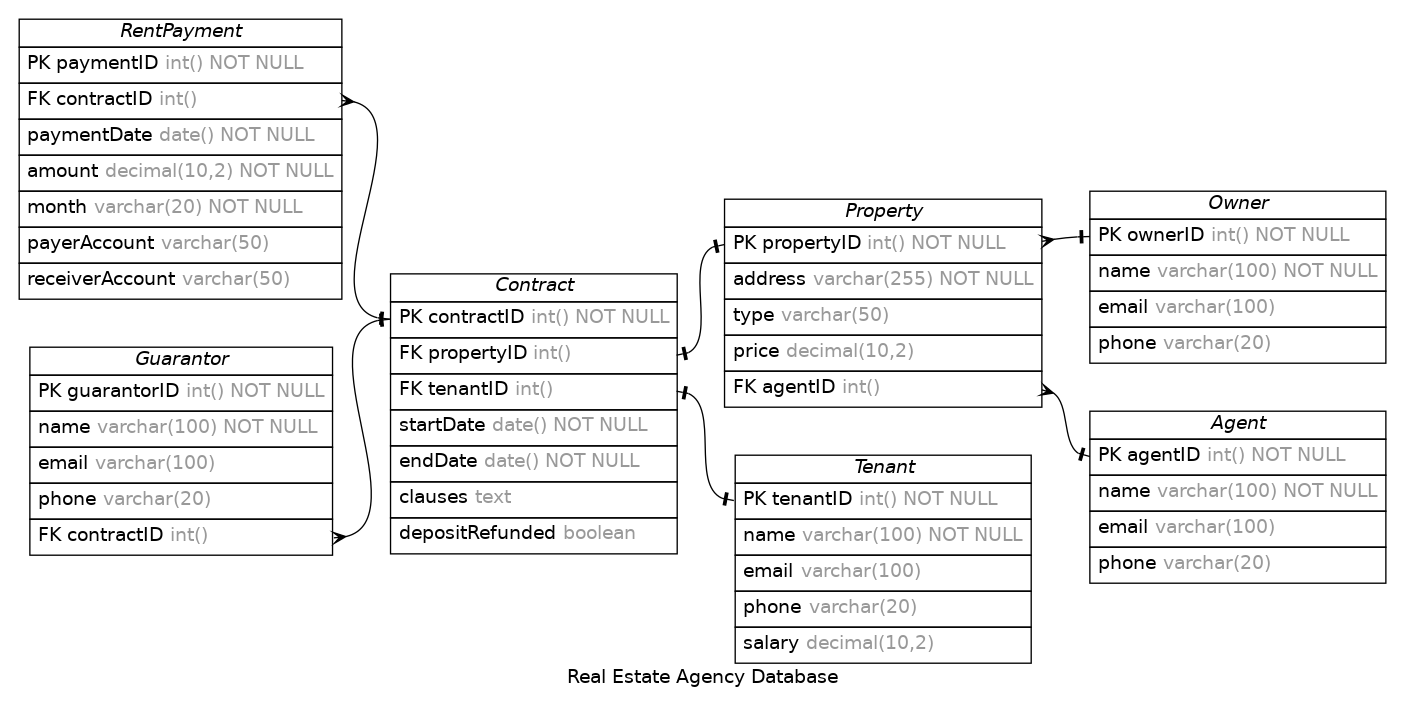 RentPayment
PK paymentID int() NOT NULL
FK contractID int()
paymentDate date() NOT NULL
amount decimal(10,2) NOT NULL
month varchar(20) NOT NULL
payerAccount varchar(50)
receiverAccount varchar(50)
Guarantor
PK guarantorID int() NOT NULL
name varchar(100) NOT NULL
email varchar(100)
phone varchar(20)
FK contractID int()
Contract
PK contractID int() NOT NULL
FK propertyID int()
FK tenantID int()
startDate date() NOT NULL
endDate date() NOT NULL
clauses text
depositRefunded boolean
Property
PK propertyID int() NOT NULL
address varchar(255) NOT NULL
type varchar(50)
price decimal(10,2)
FK agentID int()
Tenant
PK tenantID int() NOT NULL
name varchar(100) NOT NULL
email varchar(100)
phone varchar(20)
salary decimal(10,2)
Owner
PK ownerID int() NOT NULL
name varchar(100) NOT NULL
email varchar(100)
phone varchar(20)
Agent
PK agentID int() NOT NULL
name varchar(100) NOT NULL
email varchar(100)
phone varchar(20)
Real Estate Agency Database